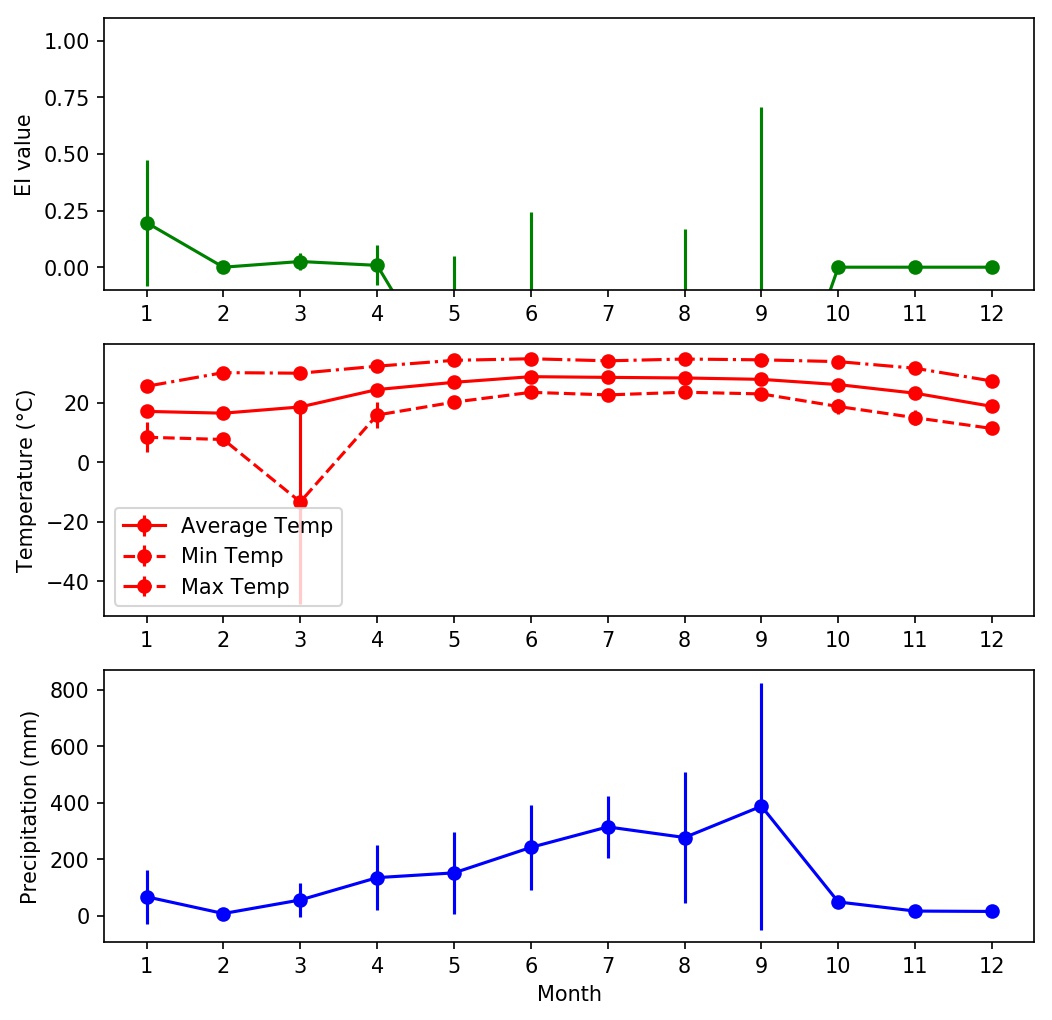 1.00
0.75
0.50
0.25
0.00
EI value
1 2 3 4 5 6 7 8 9 10 11 12
20
0
−20
−40
Temperature (°C)
Average Temp
Min Temp
Max Temp
1 2 3 4 5 6 7 8 9 10 11 12
800
600
400
200
0
Precipitation (mm)
1 2 3 4 5 6 7 8 9 10 11 12
Month